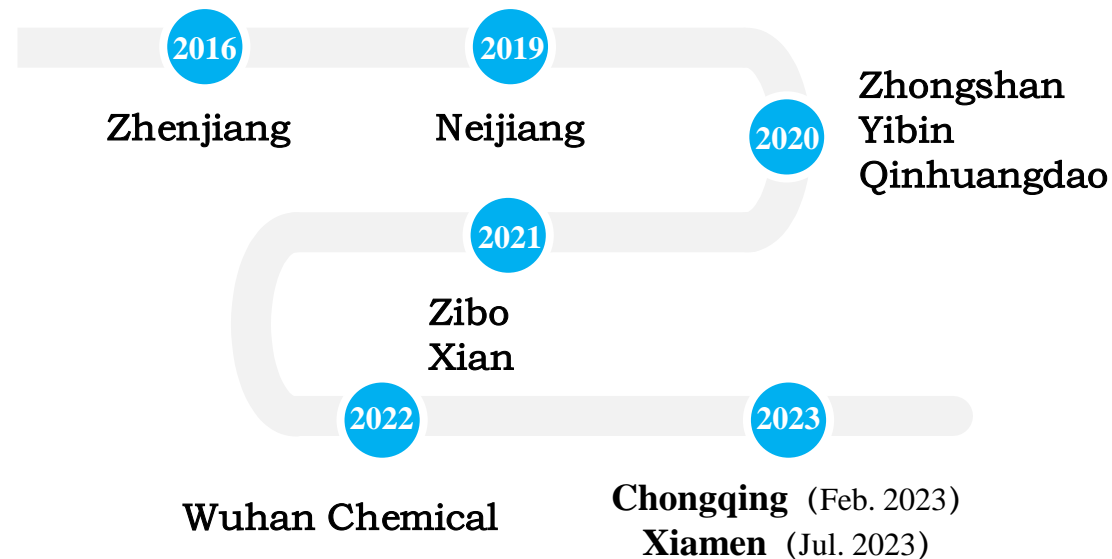 2016
Zhenjiang
2019
Neijiang
2020
Zhongshan
Yibin
Qinhuangdao
2021
Zibo
Xian
2022
Wuhan Chemical
2023
Chongqing (Feb. 2023)
Xiamen (Jul. 2023)